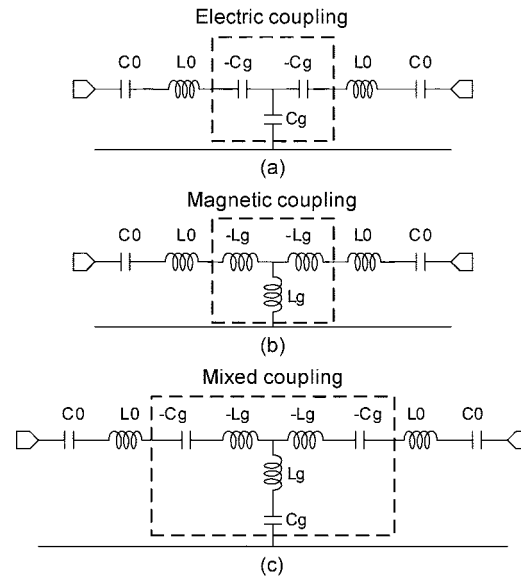 Electric coupling
C0 L0 -Cg -Cg L0 C0
Cg
(a)
Magnetic coupling
C0 L0 -Lg -Lg L0 C0
Lg
(b)
Mixed coupling
C0 L0 -Cg -Lg -Lg -Cg L0 C0
Lg
Cg
(c)